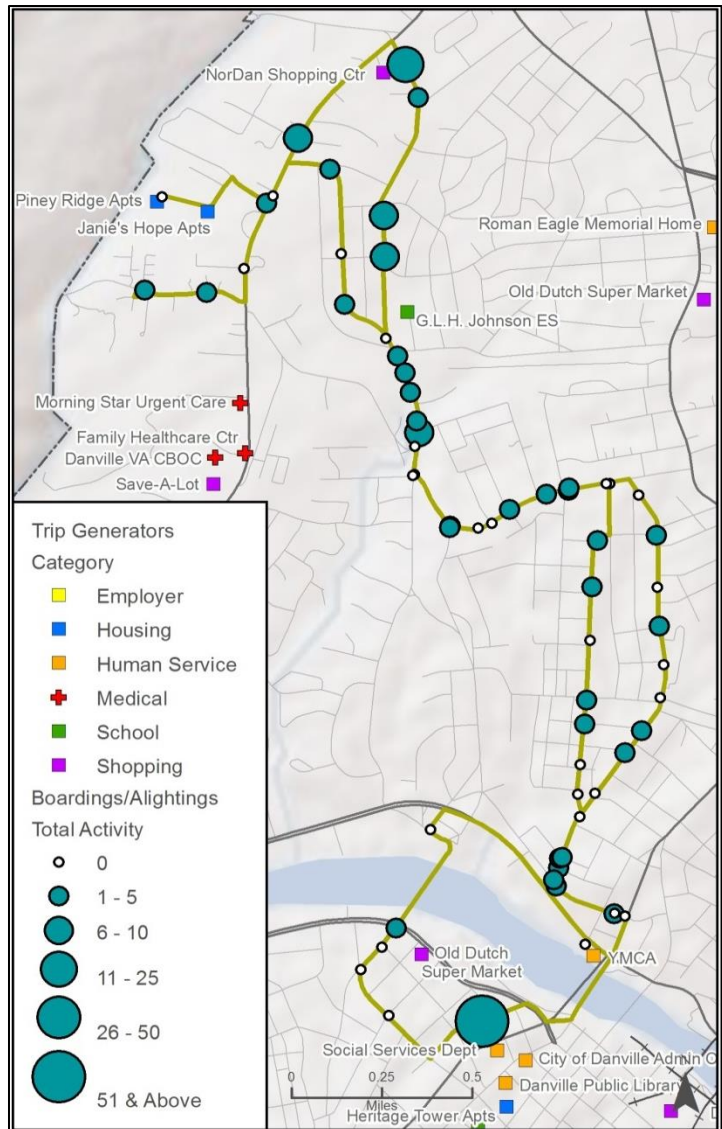 NorDan Shopping Ctr
Piney Ridge Apts
Janie's Hope Apts
Roman Eagle Memorial Home
Old Dutch Super Market
G.L.H. Johnson ES
Morning Star Urgent Care
Family Healthcare Ctr
Danville VA CBOC
Save-A-Lot
Trip Generators
Category
Employer
Housing
Human Service
Medical
School
Shopping
Boardings/Alightings
Total Activity
0
1 - 5
6 - 10
11 - 25
26 - 50
51 & Above
Old Dutch
Super Market
YMCA
Social Services Dept
City of Danville Admin C
Danville Public Library
0 0.25 0.5
Miles
Heritage Tower Apts
D